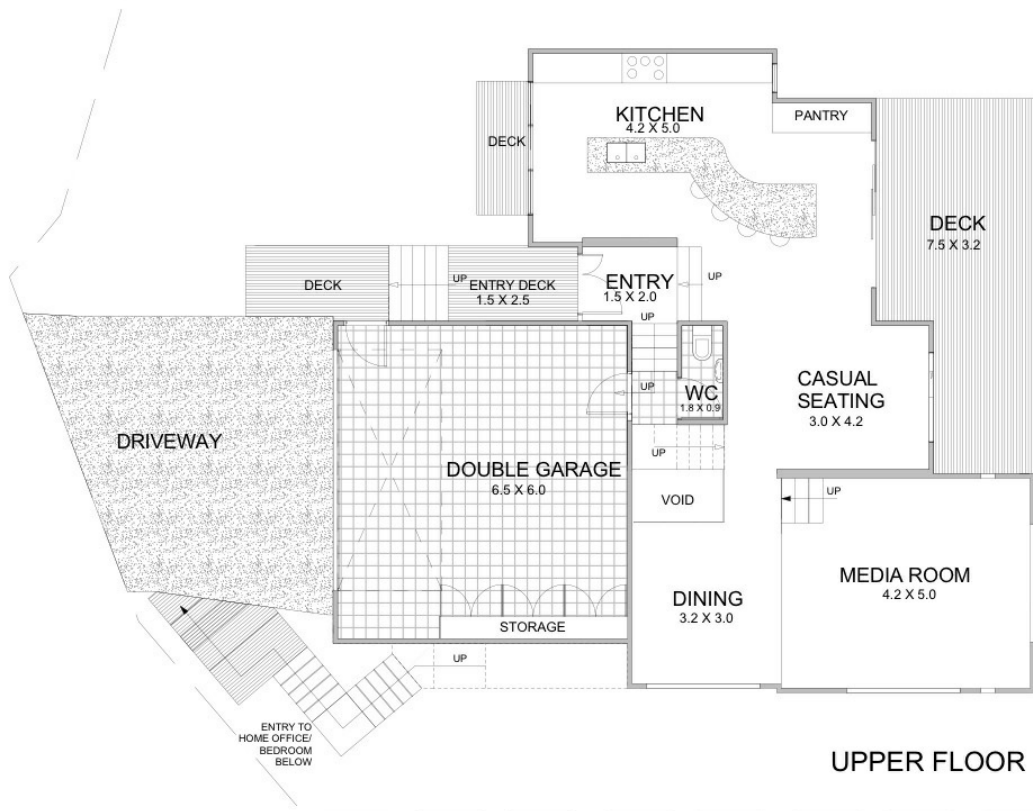 KITCHEN
4.2 X 5.0
PANTRY
DECK
DECK
7.5 X 3.2
DECK
UP
ENTRY DECK
1.5 X 2.5
ENTRY
1.5 X 2.0
UP
UP
UP
WC
1.8 X 0.9
CASUAL
SEATING
3.0 X 4.2
DRIVEWAY
DOUBLE GARAGE
6.5 X 6.0
UP
VOID
UP
MEDIA ROOM
4.2 X 5.0
DINING
3.2 X 3.0
STORAGE
UP
ENTRY TO
HOME OFFICE/
BEDROOM
BELOW
UPPER FLOOR